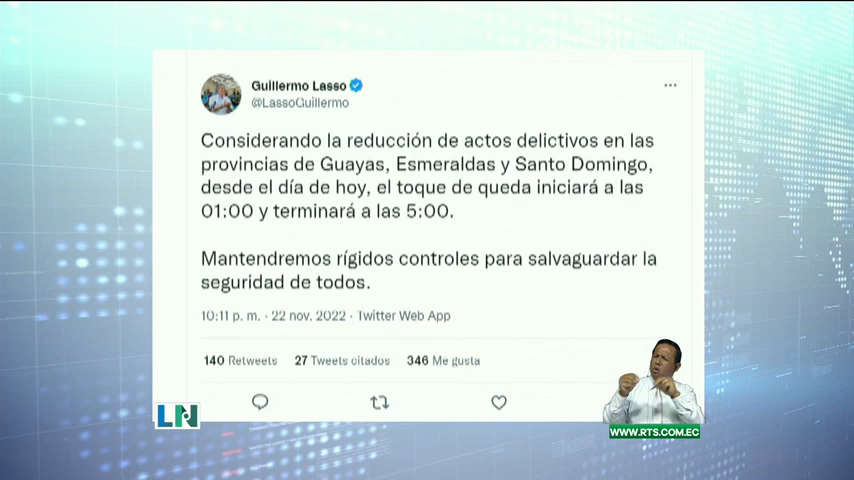 Guillermo Lasso
@LassoGuillermo
Considerando la reducción de actos delictivos en las
provincias de Guayas, Esmeraldas y Santo Domingo,
desde el día de hoy, el toque de queda iniciará a las
01:00 y terminará a las 5:00.
Mantendremos rígidos controles para salvaguardar la
seguridad de todos.
10:11 p. m. · 22 nov. 2022 · Twitter Web App
140 Retweets 27 Tweets citados 346 Me gusta
LN
WWW.RTS.COM.EC